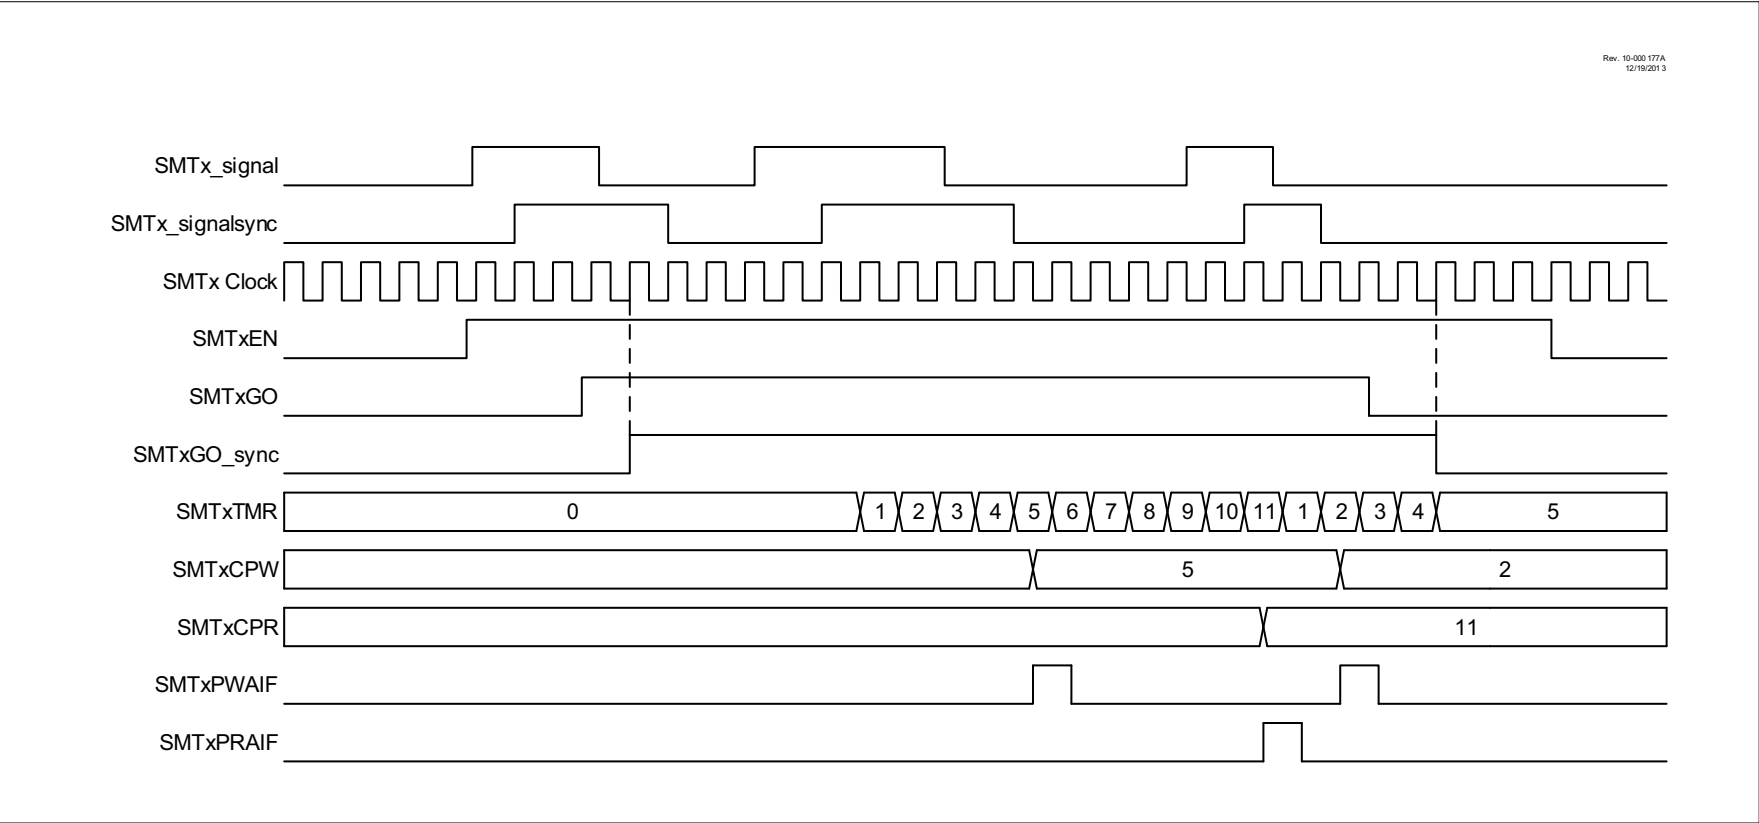 Rev. 10-000 177A
12/19/201 3
SMTx_signal
SMTx_signalsync
SMTx Clock
SMTxEN
SMTxGO
SMTxGO_sync
SMTxTMR 0 1 2 3 4 5 6 7 8 9 10 11 1 2 3 4 5
SMTxCPW 5 2
SMTxCPR 11
SMTxPWAIF
SMTxPRAIF